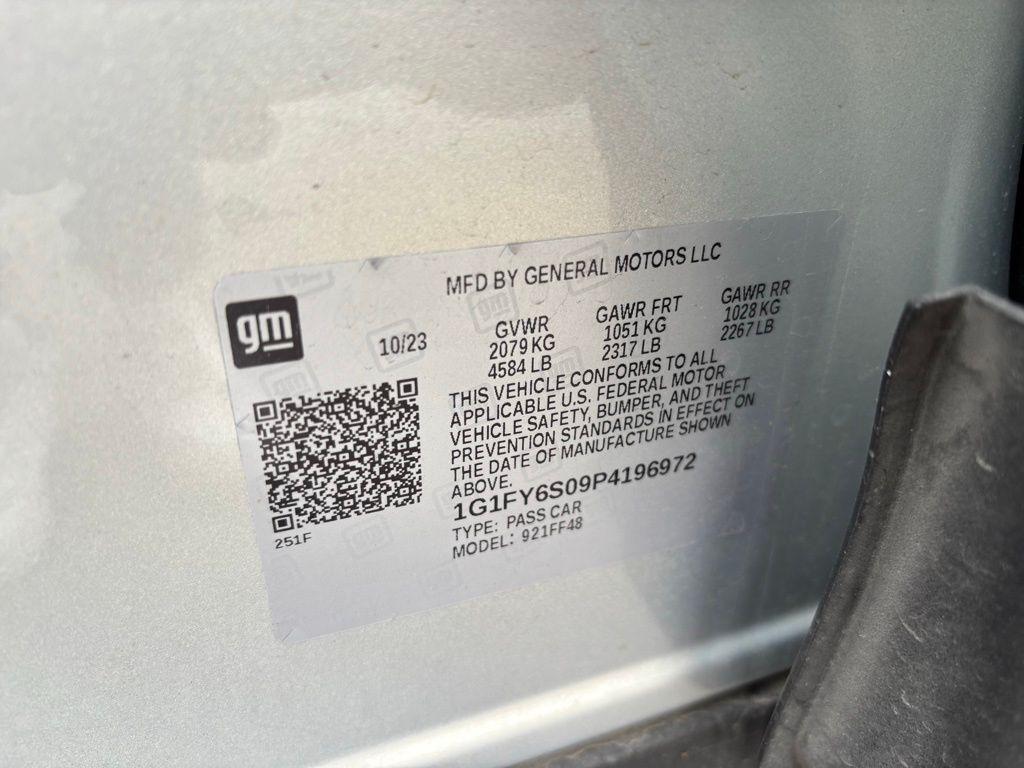 MFD BY GENERAL MOTORS LLC
gm
10/23
GVWR
2079 KG
4584 LB
GAWR FRT
1051 KG
2317 LB
GAWR RR
1028 KG
2267 LB
THIS VEHICLE CONFORMS TO ALL
APPLICABLE U.S. FEDERAL MOTOR
VEHICLE SAFETY, BUMPER, AND THEFT
PREVENTION STANDARDS IN EFFECT ON
THE DATE OF MANUFACTURE SHOWN
ABOVE.
1G1FY6S09P4196972
TYPE: PASS CAR
MODEL: 921FF48
251F